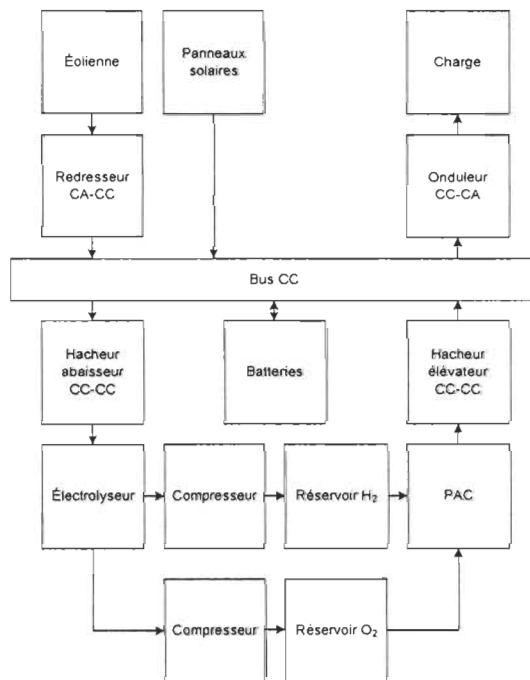 Éolienne
Panneaux
solaires
Charge
Redresseur
CA-CC
Onduleur
CC-CA
Bus CC
Hacheur
abaisseur
CC-CC
Batteries
Hacheur
élévateur
CC-CC
Électrolyseur
Compresseur
Réservoir H₂
PAC
Compresseur
Réservoir O₂